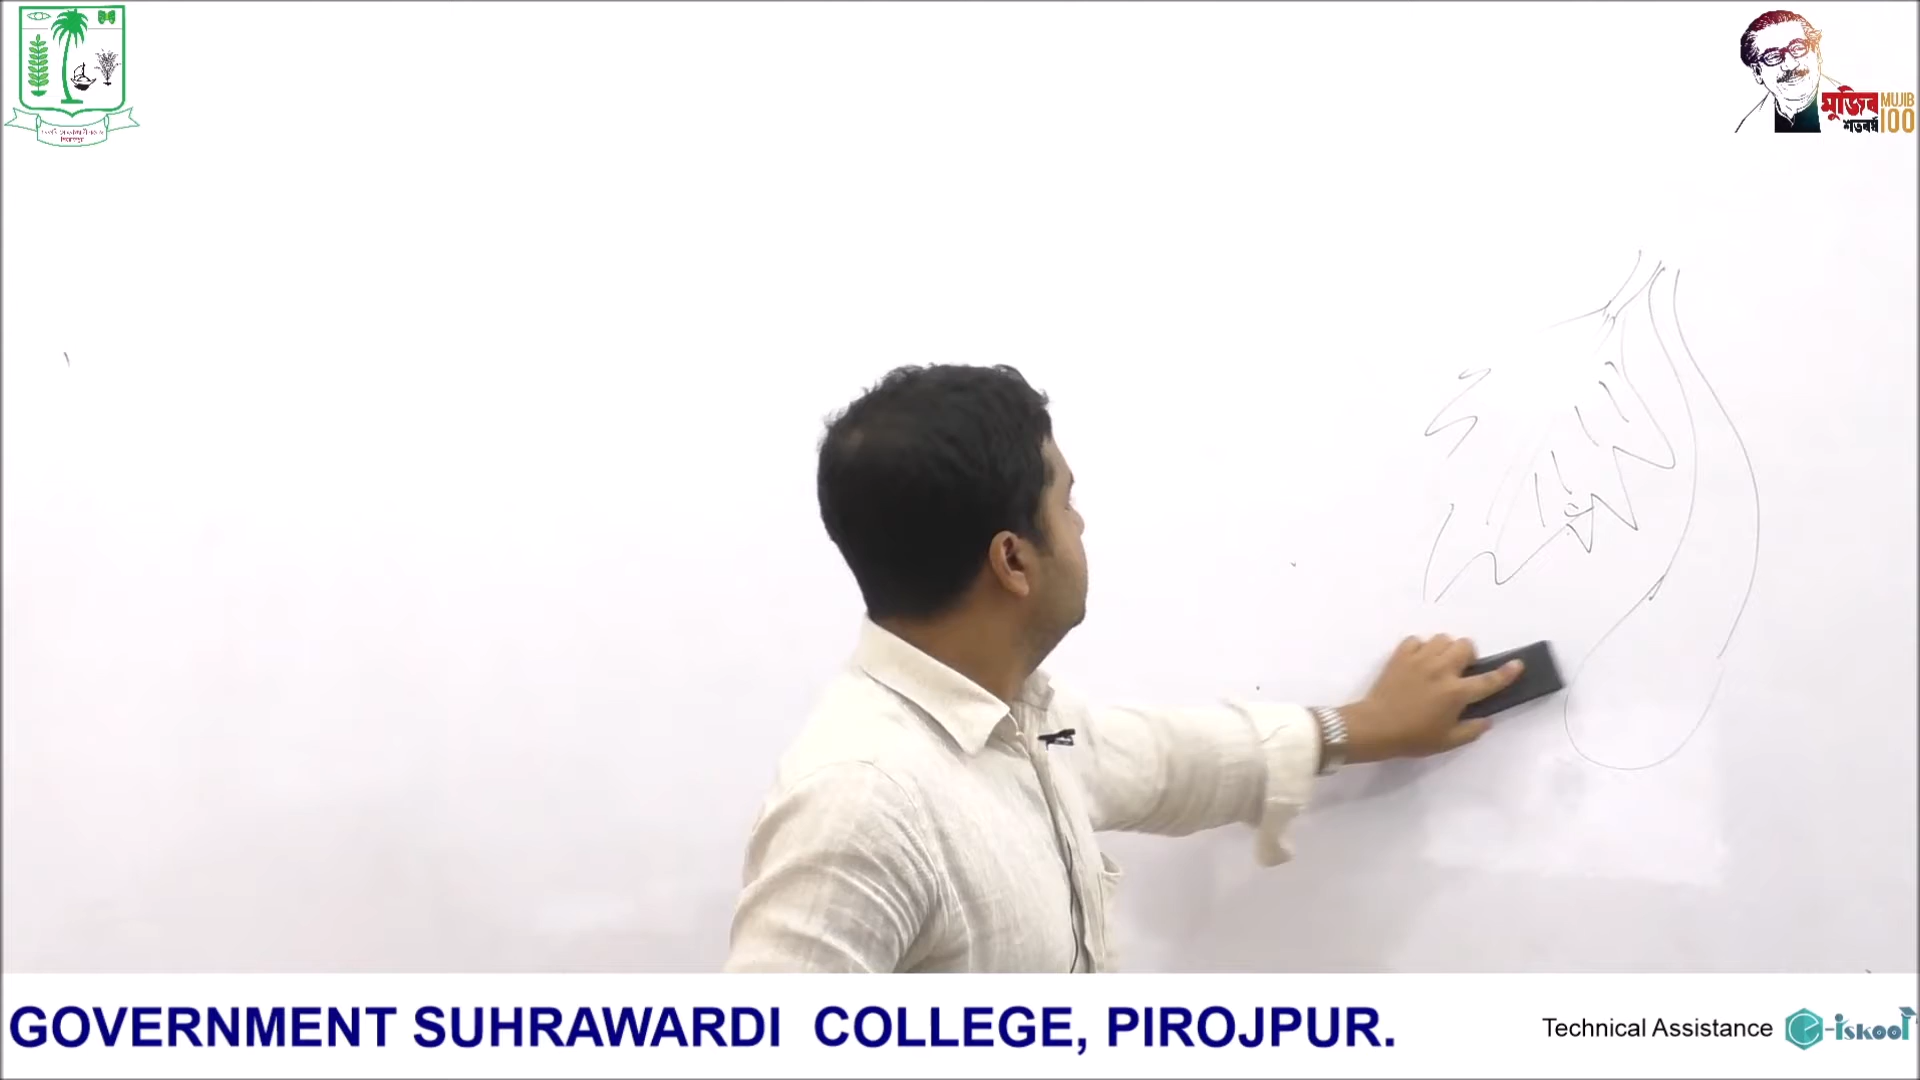 মুজিব
শতবর্ষ
MUJIB
100
GOVERNMENT SUHRAWARDI COLLEGE, PIROJPUR.
Technical Assistance e-iskool